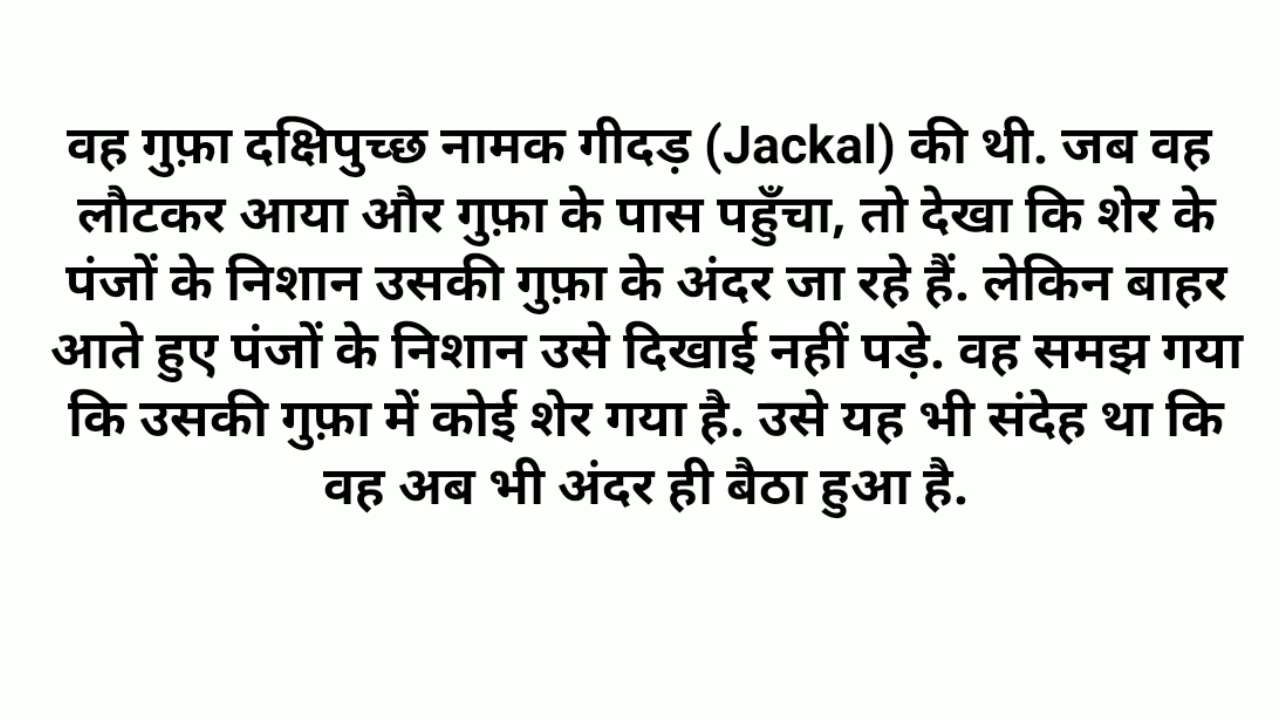 वह गुफ़ा दक्षिपुच्छ नामक गीदड़ (Jackal) की थी. जब वह
लौटकर आया और गुफ़ा के पास पहुँचा, तो देखा कि शेर के
पंजों के निशान उसकी गुफ़ा के अंदर जा रहे हैं. लेकिन बाहर
आते हुए पंजों के निशान उसे दिखाई नहीं पड़े. वह समझ गया
कि उसकी गुफ़ा में कोई शेर गया है. उसे यह भी संदेह था कि
वह अब भी अंदर ही बैठा हुआ है.